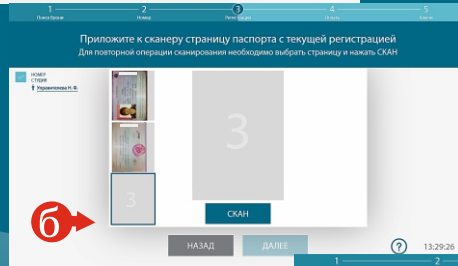 1 2 3 4 5
Поиск брони Номер Регистрация Оплата Ключи
Приложите к сканеру страницу паспорта с текущей регистрацией
Для повторной операции сканирования необходимо выбрать страницу и нажать СКАН
НОМЕР
СТУДИЯ
3
3
СКАН
б
НАЗАД ДАЛЕЕ
? 13:29:26
1 2